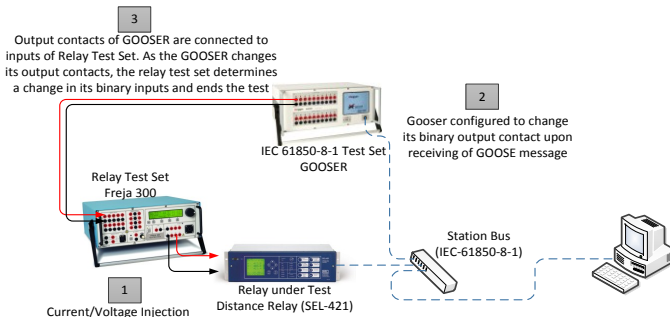 3
Output contacts of GOOSER are connected to
inputs of Relay Test Set. As the GOOSER changes
its output contacts, the relay test set determines
a change in its binary inputs and ends the test
2
Gooser configured to change
its binary output contact upon
receiving of GOOSE message
IEC 61850-8-1 Test Set
GOOSER
Relay Test Set
Freja 300
Station Bus
(IEC-61850-8-1)
1
Current/Voltage Injection
Relay under Test
Distance Relay (SEL-421)